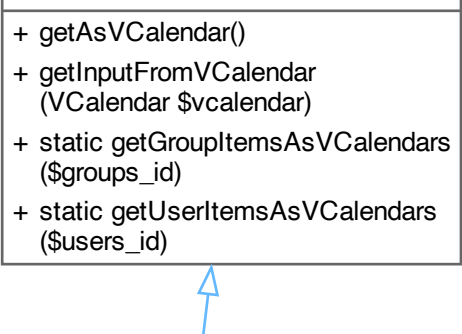 + getAsVCalendar()
+ getInputFromVCalendar
(VCalendar $vcalendar)
+ static getGroupItemsAsVCalendars
($groups_id)
+ static getUserItemsAsVCalendars
($users_id)